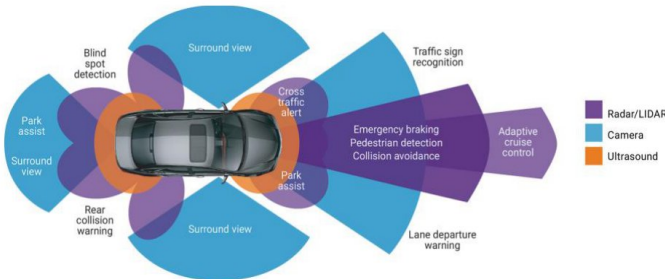 Blind
spot
detection
Surround view
Traffic sign
recognition
Park
assist
Surround
view
Cross
traffic
alert
Emergency braking
Pedestrian detection
Collision avoidance
Adaptive
cruise
control
Radar/LIDAR
Camera
Ultrasound
Park
assist
Rear
collision
warning
Surround view
Lane departure
warning